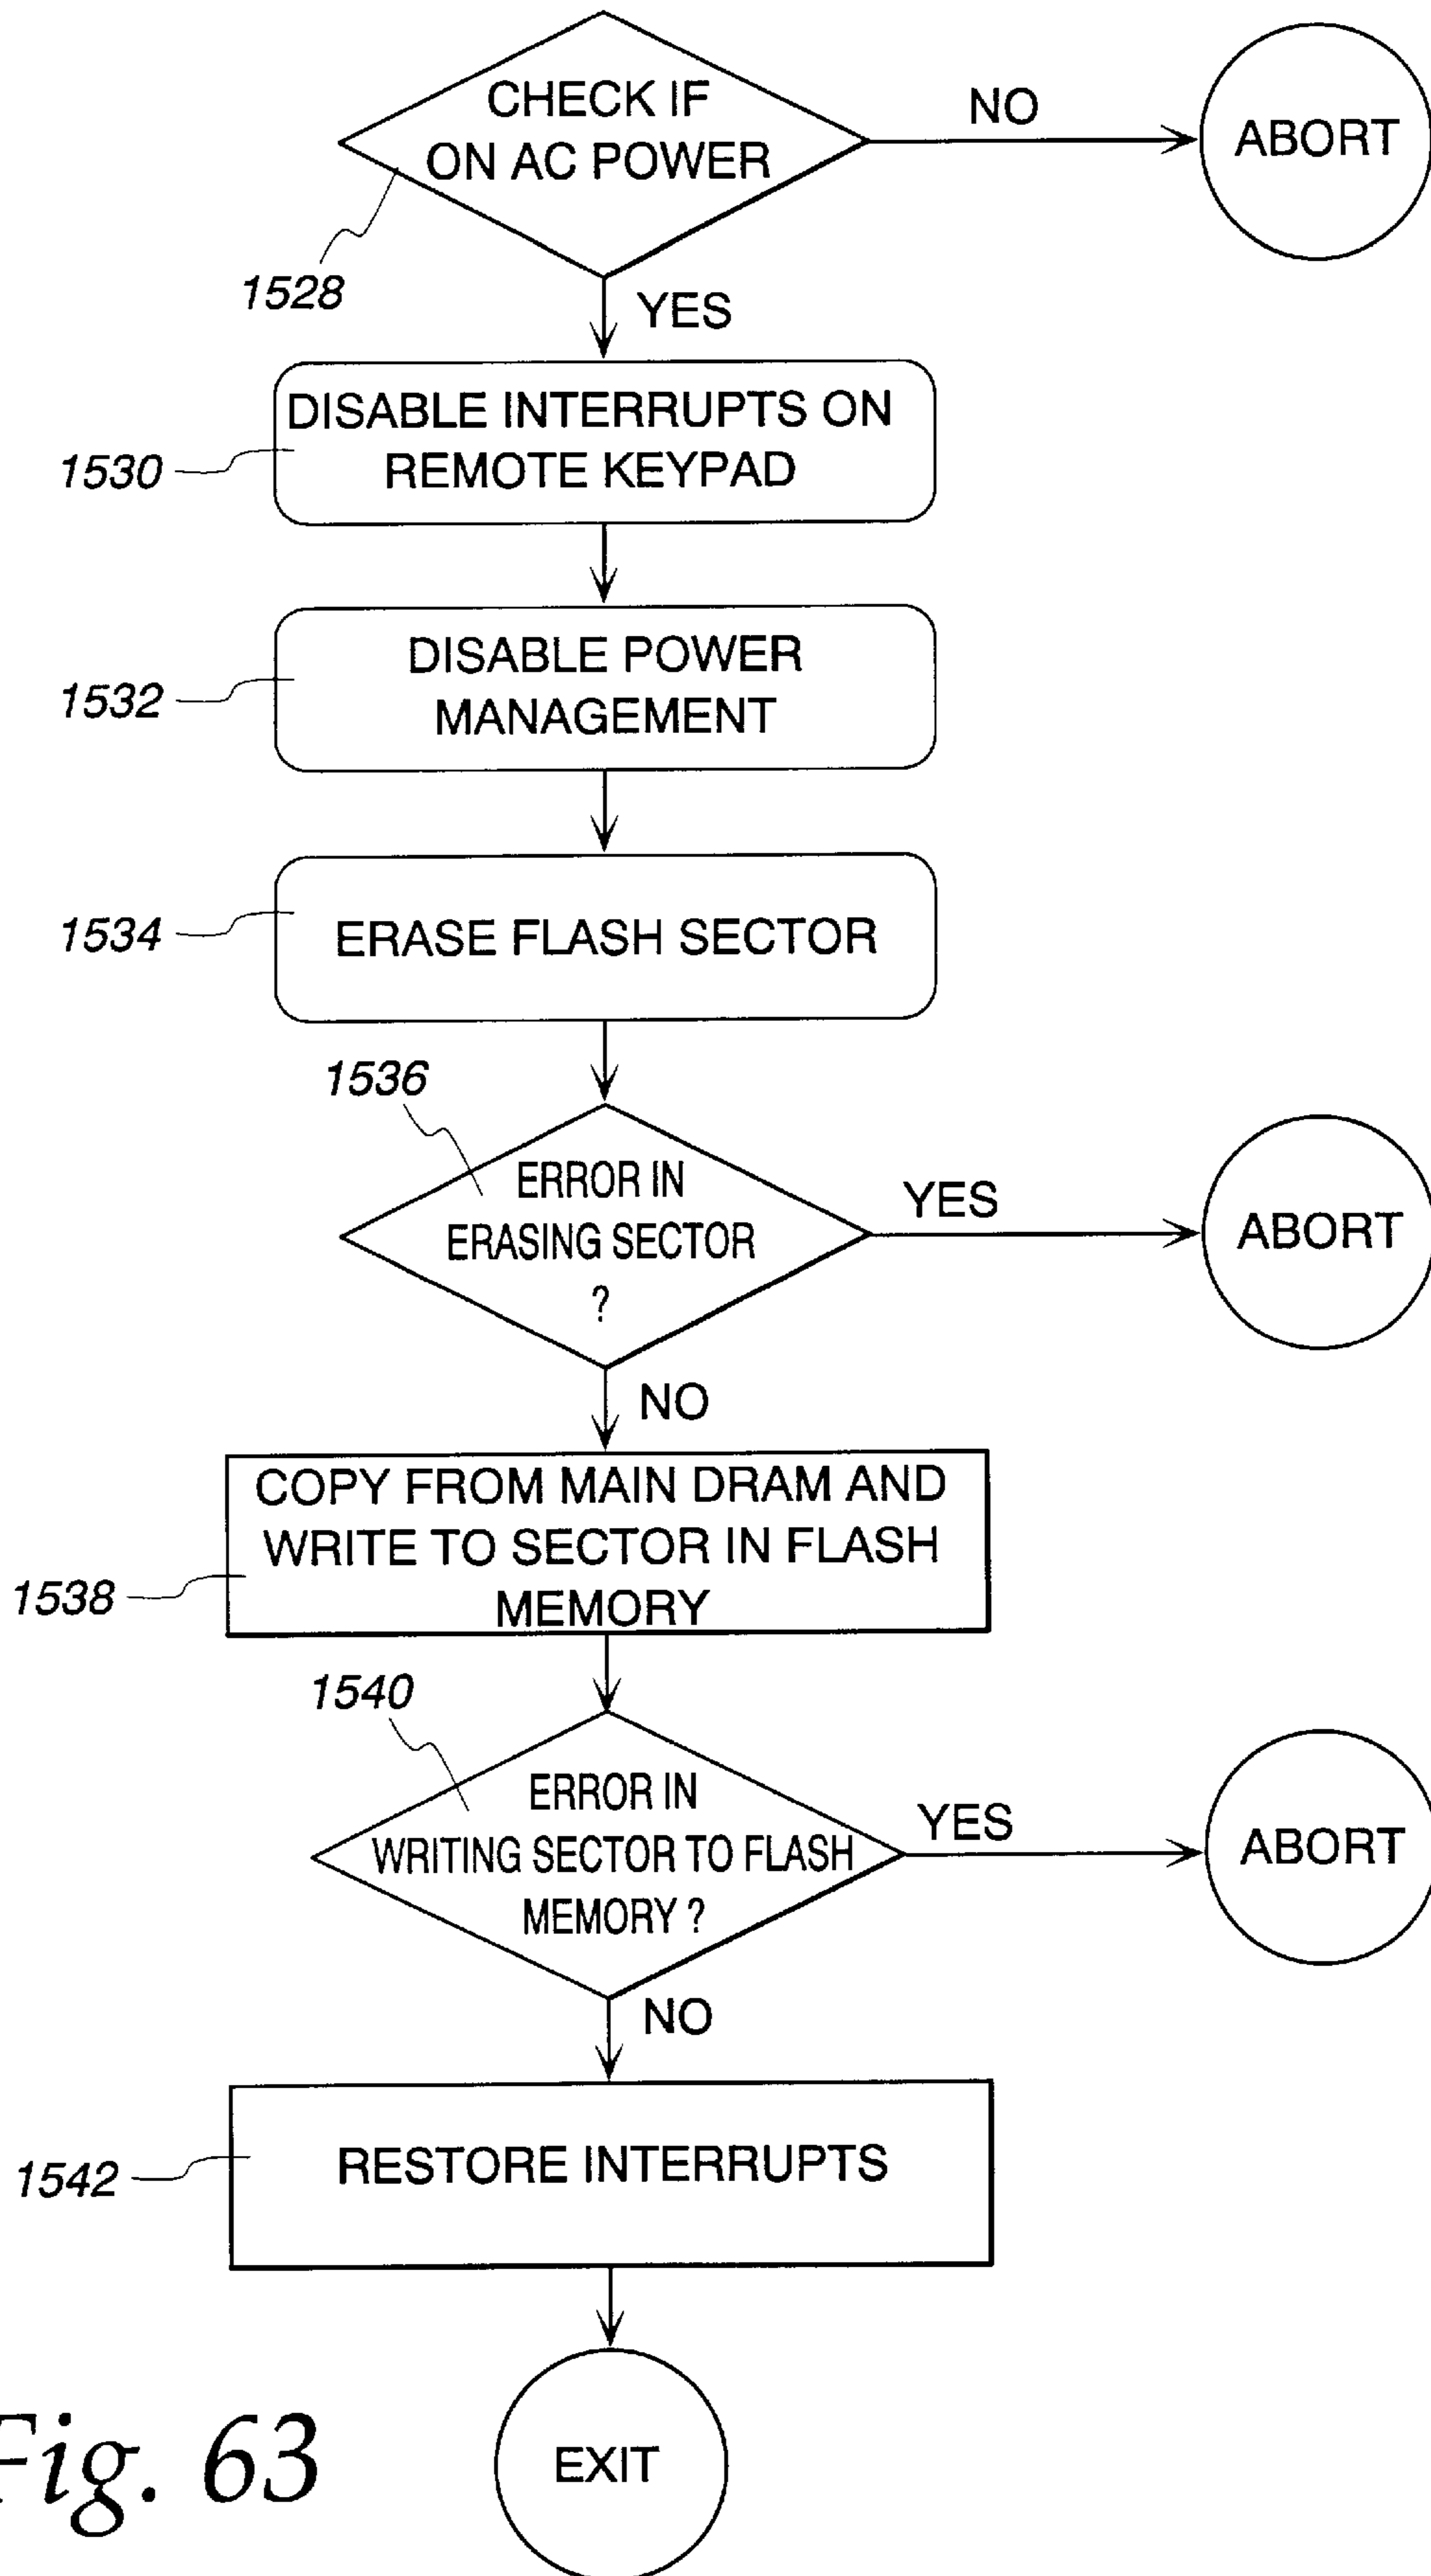 CHECK IF
ON AC POWER
NO
ABORT
1528
YES
DISABLE INTERRUPTS ON
REMOTE KEYPAD
1530
DISABLE POWER
MANAGEMENT
1532
ERASE FLASH SECTOR
1534
1536
ERROR IN
ERASING SECTOR
?
YES
ABORT
NO
COPY FROM MAIN DRAM AND
WRITE TO SECTOR IN FLASH
MEMORY
1538
1540
ERROR IN
WRITING SECTOR TO FLASH
MEMORY ?
YES
ABORT
NO
RESTORE INTERRUPTS
1542
EXIT
Fig. 63